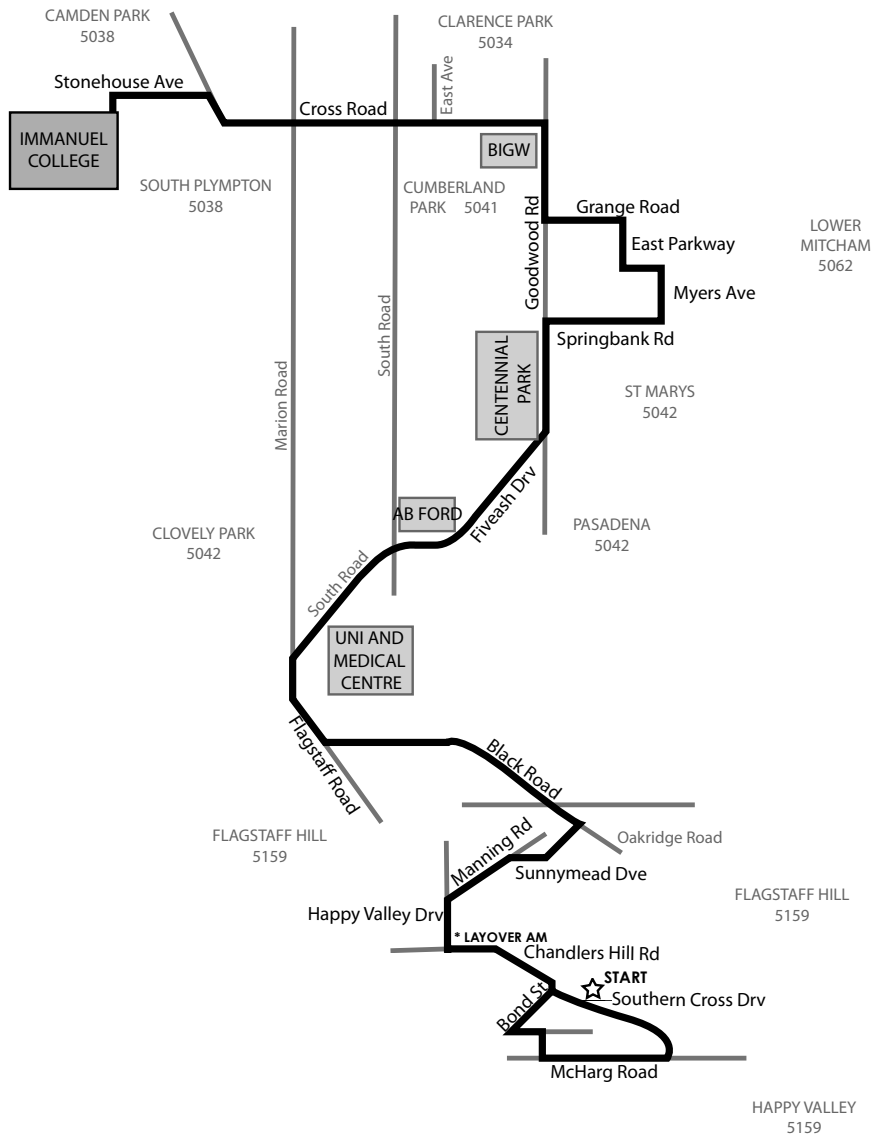 CAMDEN PARK
5038
CLARENCE PARK
5034
Stonehouse Ave
East Ave
Cross Road
IMMANUEL
COLLEGE
BIGW
SOUTH PLYMPTON
5038
CUMBERLAND
PARK 5041
Goodwood Rd
Grange Road
LOWER
MITCHAM
5062
East Parkway
Myers Ave
South Road
Springbank Rd
Marion Road
CENTENNIAL
PARK
ST MARYS
5042
Fiveash Drv
AB FORD
CLOVELY PARK
5042
PASADENA
5042
South Road
UNI AND
MEDICAL
CENTRE
Flagstaff Road
Black Road
FLAGSTAFF HILL
5159
Manning Rd
Oakridge Road
Sunnymead Dve
FLAGSTAFF HILL
5159
Happy Valley Drv
* LAYOVER AM
Chandlers Hill Rd
START
Southern Cross Drv
Bond St
McHarg Road
HAPPY VALLEY
5159